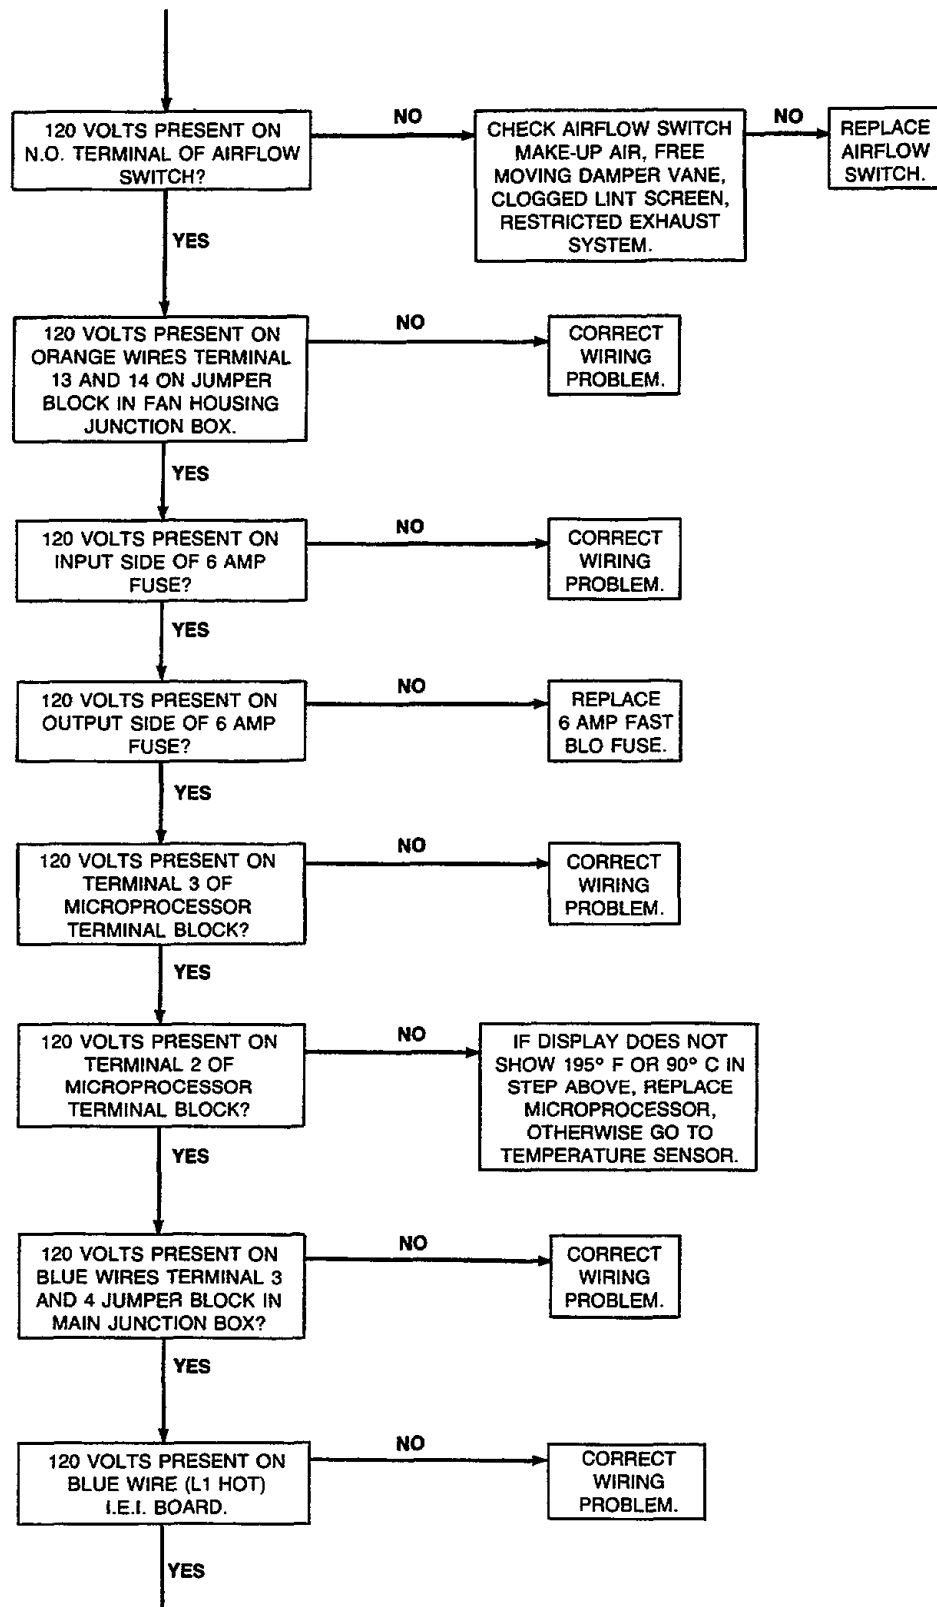 120 VOLTS PRESENT ON
N.O. TERMINAL OF AIRFLOW
SWITCH?
NO
CHECK AIRFLOW SWITCH
MAKE-UP AIR, FREE
MOVING DAMPER VANE,
CLOGGED LINT SCREEN,
RESTRICTED EXHAUST
SYSTEM.
NO
REPLACE
AIRFLOW
SWITCH.
YES
120 VOLTS PRESENT ON
ORANGE WIRES TERMINAL
13 AND 14 ON JUMPER
BLOCK IN FAN HOUSING
JUNCTION BOX.
NO
CORRECT
WIRING
PROBLEM.
YES
120 VOLTS PRESENT ON
INPUT SIDE OF 6 AMP
FUSE?
NO
CORRECT
WIRING
PROBLEM.
YES
120 VOLTS PRESENT ON
OUTPUT SIDE OF 6 AMP
FUSE?
NO
REPLACE
6 AMP FAST
BLO FUSE.
YES
120 VOLTS PRESENT ON
TERMINAL 3 OF
MICROPROCESSOR
TERMINAL BLOCK?
NO
CORRECT
WIRING
PROBLEM.
YES
120 VOLTS PRESENT ON
TERMINAL 2 OF
MICROPROCESSOR
TERMINAL BLOCK?
NO
IF DISPLAY DOES NOT
SHOW 195° F OR 90° C IN
STEP ABOVE, REPLACE
MICROPROCESSOR,
OTHERWISE GO TO
TEMPERATURE SENSOR.
YES
120 VOLTS PRESENT ON
BLUE WIRES TERMINAL 3
AND 4 JUMPER BLOCK IN
MAIN JUNCTION BOX?
NO
CORRECT
WIRING
PROBLEM.
YES
120 VOLTS PRESENT ON
BLUE WIRE (L1 HOT)
I.E.I. BOARD.
NO
CORRECT
WIRING
PROBLEM.
YES